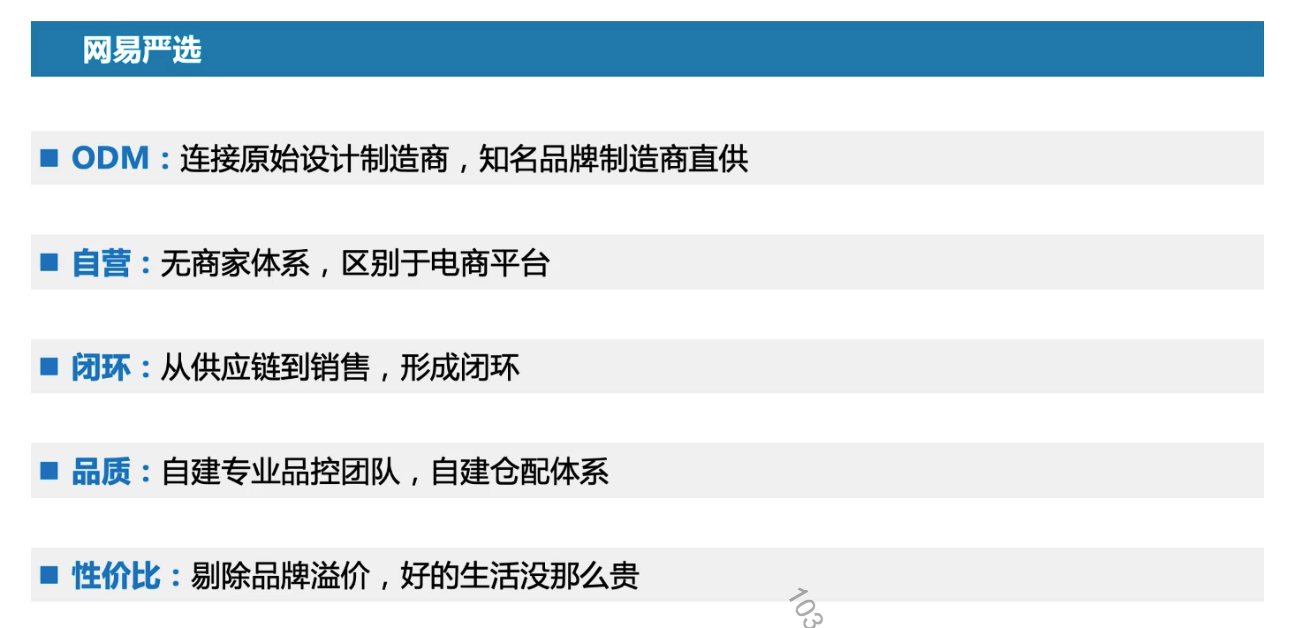 网易严选
ODM：连接原始设计制造商，知名品牌制造商直供
自营：无商家体系，区别于电商平台
闭环：从供应链到销售，形成闭环
品质：自建专业品控团队，自建仓配体系
性价比：剔除品牌溢价，好的生活没那么贵
103